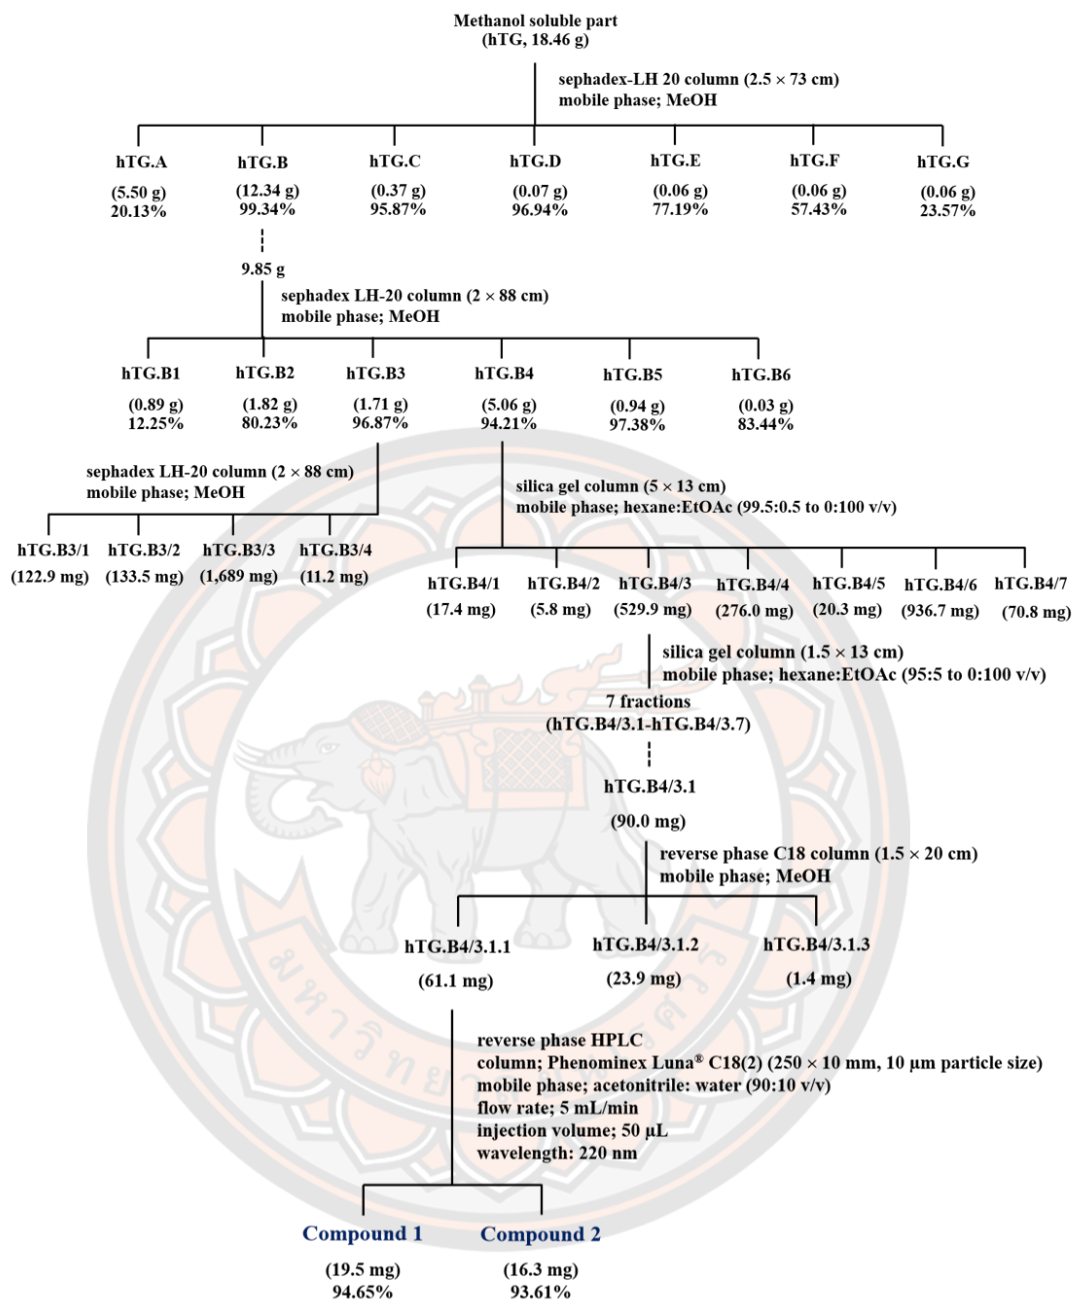 Methanol soluble part
(hTG, 18.46 g)
sephadex-LH 20 column (2.5 × 73 cm)
mobile phase; MeOH
hTG.A hTG.B hTG.C hTG.D hTG.E hTG.F hTG.G
(5.50 g) (12.34 g) (0.37 g) (0.07 g) (0.06 g) (0.06 g) (0.06 g)
20.13% 99.34% 95.87% 96.94% 77.19% 57.43% 23.57%
9.85 g
sephadex LH-20 column (2 × 88 cm)
mobile phase; MeOH
hTG.B1 hTG.B2 hTG.B3 hTG.B4 hTG.B5 hTG.B6
(0.89 g) (1.82 g) (1.71 g) (5.06 g) (0.94 g) (0.03 g)
12.25% 80.23% 96.87% 94.21% 97.38% 83.44%
sephadex LH-20 column (2 × 88 cm)
mobile phase; MeOH
hTG.B3/1 hTG.B3/2 hTG.B3/3 hTG.B3/4
(122.9 mg) (133.5 mg) (1,689 mg) (11.2 mg)
silica gel column (5 × 13 cm)
mobile phase; hexane:EtOAc (99.5:0.5 to 0:100 v/v)
hTG.B4/1 hTG.B4/2 hTG.B4/3 hTG.B4/4 hTG.B4/5 hTG.B4/6 hTG.B4/7
(17.4 mg) (5.8 mg) (529.9 mg) (276.0 mg) (20.3 mg) (936.7 mg) (70.8 mg)
silica gel column (1.5 × 13 cm)
mobile phase; hexane:EtOAc (95:5 to 0:100 v/v)
7 fractions
(hTG.B4/3.1-hTG.B4/3.7)
hTG.B4/3.1
(90.0 mg)
reverse phase C18 column (1.5 × 20 cm)
mobile phase; MeOH
hTG.B4/3.1.1 hTG.B4/3.1.2 hTG.B4/3.1.3
(61.1 mg) (23.9 mg) (1.4 mg)
reverse phase HPLC
column; Phenominex Luna® C18(2) (250 × 10 mm, 10 μm particle size)
mobile phase; acetonitrile: water (90:10 v/v)
flow rate; 5 mL/min
injection volume; 50 μL
wavelength: 220 nm
Compound 1 Compound 2
(19.5 mg) (16.3 mg)
94.65% 93.61%